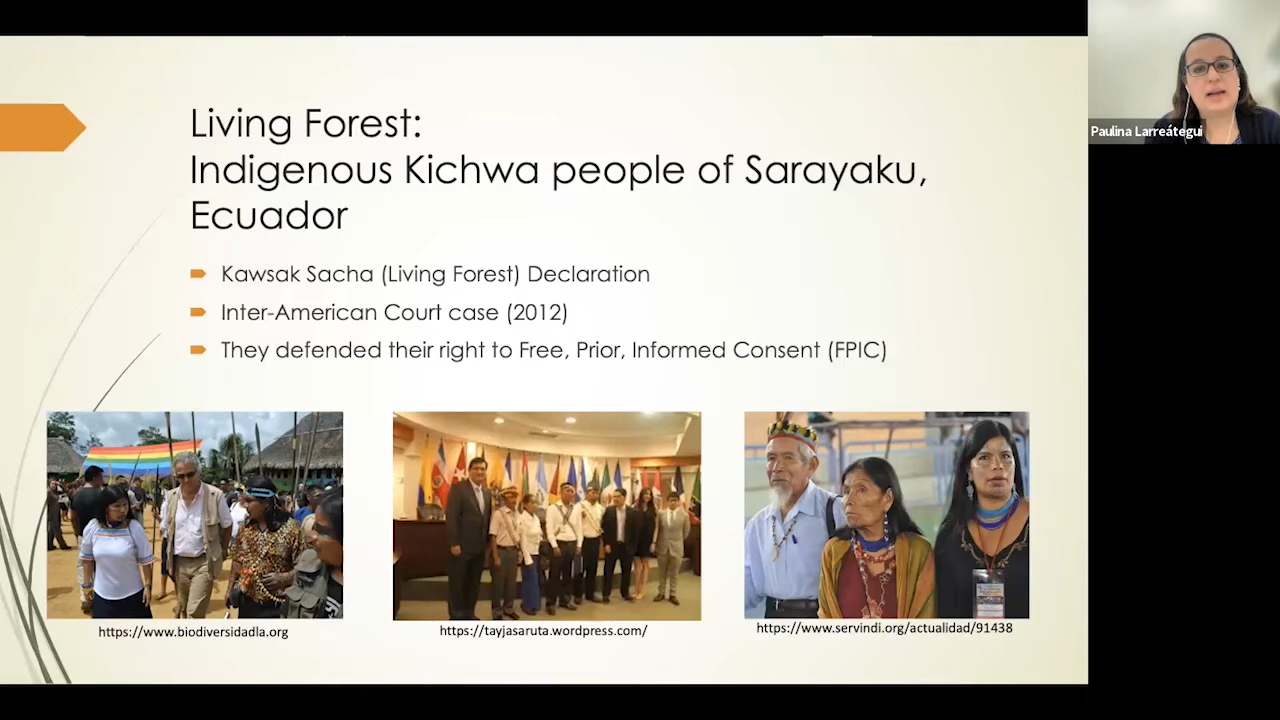 Living Forest:
Indigenous Kichwa people of Sarayaku,
Ecuador
Kawsak Sacha (Living Forest) Declaration
Inter-American Court case (2012)
They defended their right to Free, Prior, Informed Consent (FPIC)
https://www.biodiversidadla.org
https://tayjasaruta.wordpress.com/
https://www.servindi.org/actualidad/91438
Paulina Larreátegui